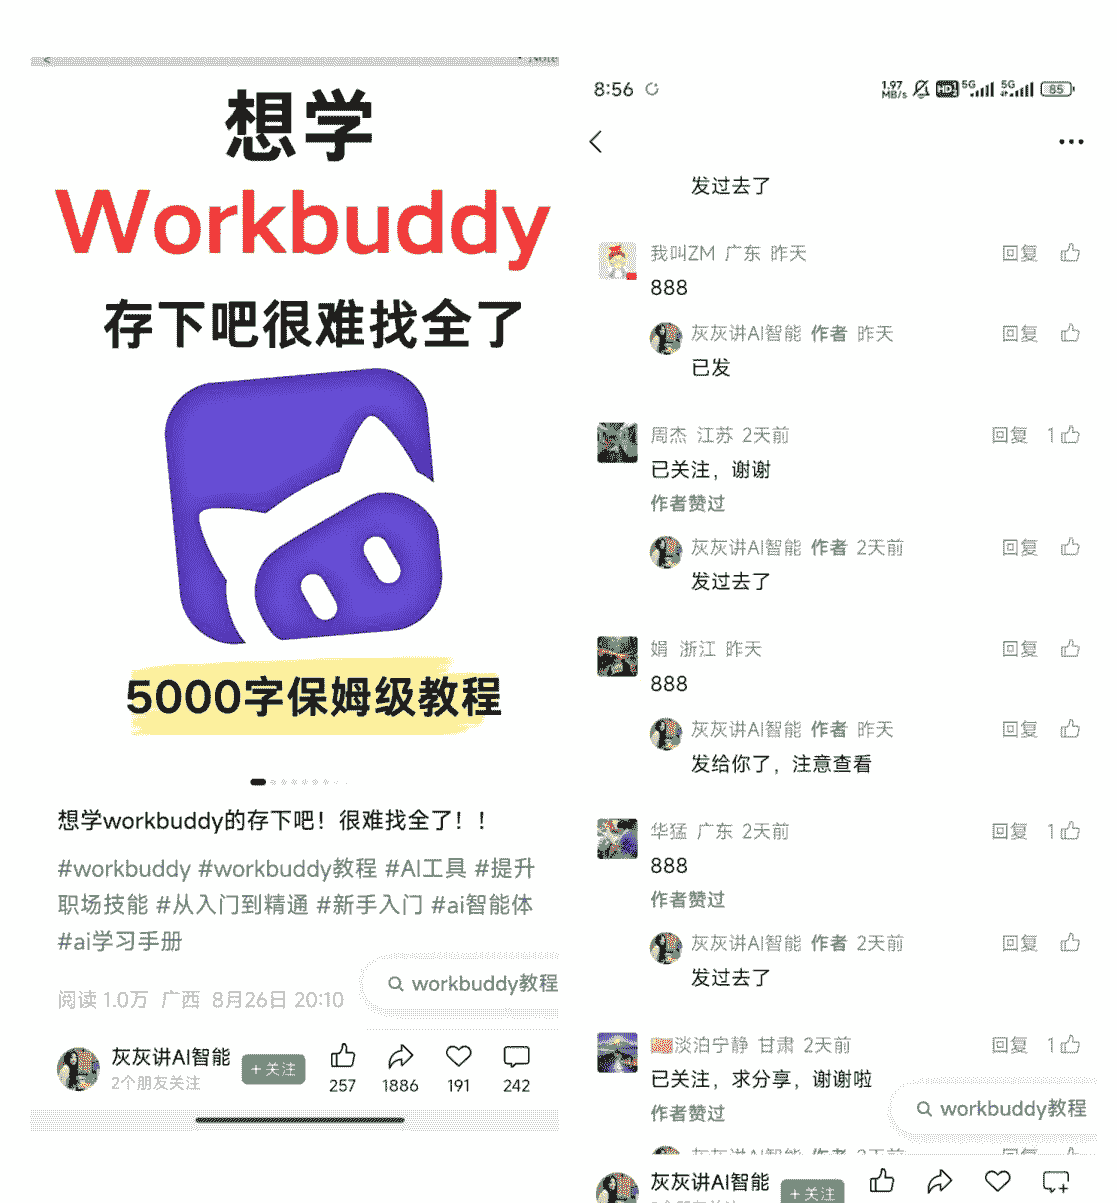 想学
Workbuddy
存下吧很难找全了
5000字保姆级教程
想学workbuddy的存下吧！很难找全了！！
#workbuddy #workbuddy教程 #AI工具 #提升
职场技能 #从入门到精通 #新手入门 #ai智能体
#ai学习手册
workbuddy教程
阅读 1.0万 广西 8月26日 20:10
灰灰讲AI智能
2个朋友关注
+关注
257
1886
191
242
8:56
1.97
MB/s
HD
5G
5G
85
发过去了
我叫ZM 广东 昨天 回复
888
灰灰讲AI智能 作者 昨天 回复
已发
周杰 江苏 2天前 回复 1
已关注，谢谢
作者赞过
灰灰讲AI智能 作者 2天前 回复
发过去了
娟 浙江 昨天 回复
888
灰灰讲AI智能 作者 昨天 回复
发给你了，注意查看
华猛 广东 2天前 回复 1
888
作者赞过
灰灰讲AI智能 作者 2天前 回复
发过去了
淡泊宁静 甘肃 2天前 回复 1
已关注，求分享，谢谢啦
作者赞过
workbuddy教程
灰灰讲AI智能
+关注